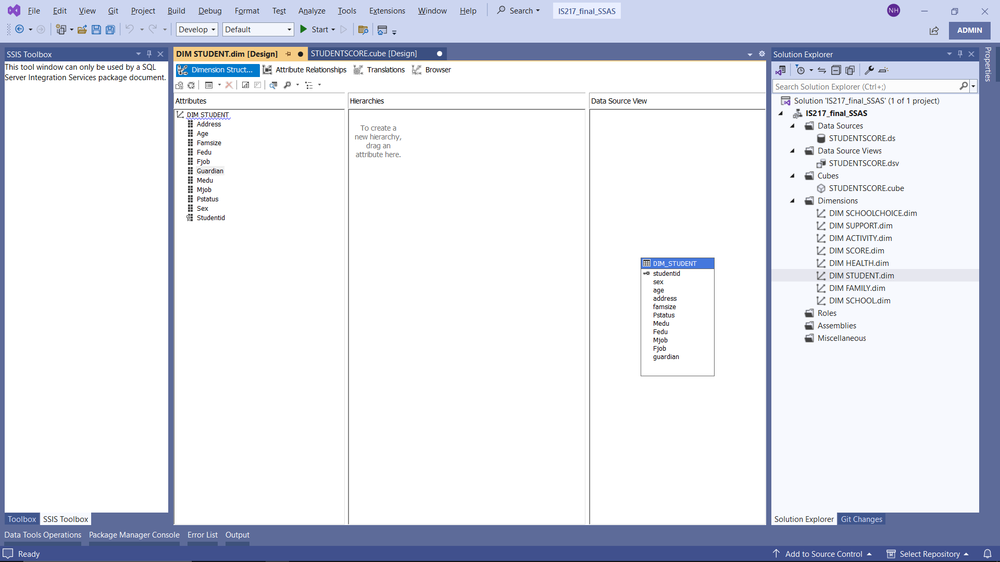 File Edit View Git Project Build Debug Format Test Analyze Tools Extensions Window Help Search IS217_final_SSAS NH
Develop Default Start ADMIN
SSIS Toolbox
This tool window can only be used by a SQL
Server Integration Services package document.
DIM STUDENT.dim [Design] STUDENTSCORE.cube [Design]
Dimension Struct... Attribute Relationships Translations Browser
Attributes
DIM STUDENT
Address
Age
Famsize
Fedu
Fjob
Guardian
Medu
Mjob
Pstatus
Sex
Studentid
Hierarchies
To create a
new hierarchy,
drag an
attribute here.
Data Source View
DIM_STUDENT
studentid
sex
age
address
famsize
Pstatus
Medu
Fedu
Mjob
Fjob
guardian
Solution Explorer
Search Solution Explorer (Ctrl+;)
Solution 'IS217_final_SSAS' (1 of 1 project)
IS217_final_SSAS
Data Sources
STUDENTSCORE.ds
Data Source Views
STUDENTSCORE.dsv
Cubes
STUDENTSCORE.cube
Dimensions
DIM SCHOOLCHOICE.dim
DIM SUPPORT.dim
DIM ACTIVITY.dim
DIM SCORE.dim
DIM HEALTH.dim
DIM STUDENT.dim
DIM FAMILY.dim
DIM SCHOOL.dim
Roles
Assemblies
Miscellaneous
Properties
Toolbox SSIS Toolbox
Solution Explorer Git Changes
Data Tools Operations Package Manager Console Error List Output
Ready Add to Source Control Select Repository